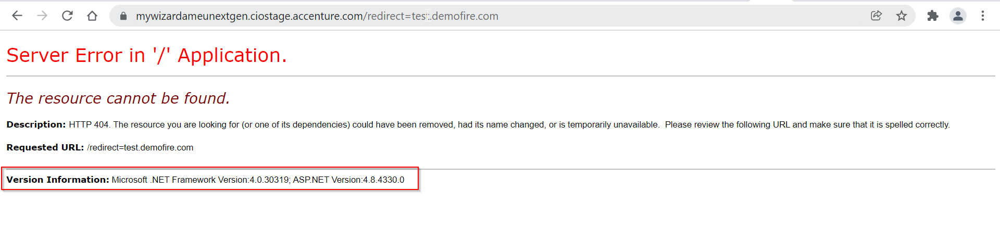 mywizardameunextgen.ciostage.accenture.com/redirect=test.demofire.com
Server Error in '/' Application.
The resource cannot be found.
Description: HTTP 404. The resource you are looking for (or one of its dependencies) could have been removed, had its name changed, or is temporarily unavailable.  Please review the following URL and make sure that it is spelled correctly.
Requested URL: /redirect=test.demofire.com
Version Information: Microsoft .NET Framework Version:4.0.30319; ASP.NET Version:4.8.4330.0